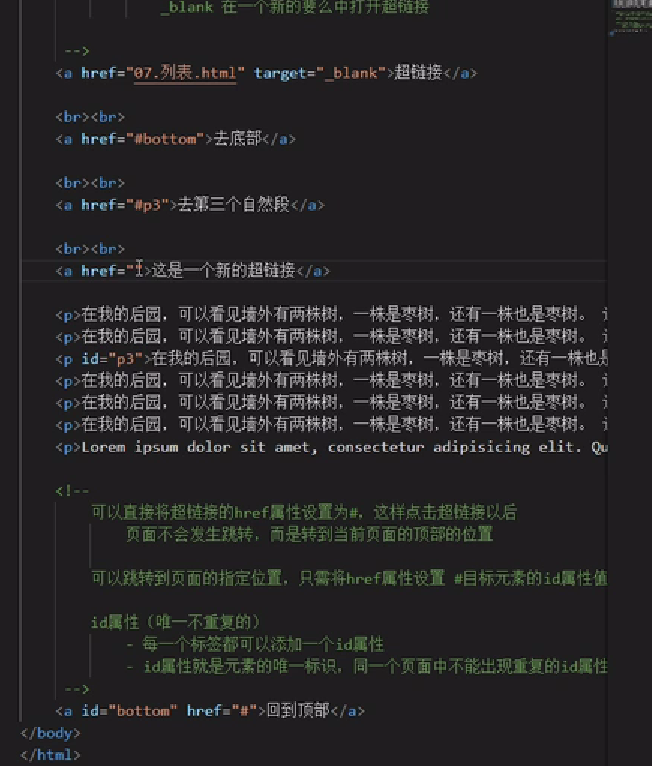 _blank 在一个新的要么中打开超链接
-->
<a href="07.列表.html" target="_blank">超链接</a>
<br><br>
<a href="#bottom">去底部</a>
<br><br>
<a href="#p3">去第三个自然段</a>
<br><br>
<a href="">这是一个新的超链接</a>
<p>在我的后园，可以看见墙外有两株树，一株是枣树，还有一株也是枣树。
<p>在我的后园，可以看见墙外有两株树，一株是枣树，还有一株也是枣树。
<p id="p3">在我的后园，可以看见墙外有两株树，一株是枣树，还有一株也是
<p>在我的后园，可以看见墙外有两株树，一株是枣树，还有一株也是枣树。
<p>在我的后园，可以看见墙外有两株树，一株是枣树，还有一株也是枣树。
<p>在我的后园，可以看见墙外有两株树，一株是枣树，还有一株也是枣树。
<p>Lorem ipsum dolor sit amet, consectetur adipisicing elit. Qu
<!--
可以直接将超链接的href属性设置为#，这样点击超链接以后
页面不会发生跳转，而是转到当前页面的顶部的位置
可以跳转到页面的指定位置，只需将href属性设置 #目标元素的id属性值
id属性（唯一不重复的）
- 每一个标签都可以添加一个id属性
- id属性就是元素的唯一标识，同一个页面中不能出现重复的id属性
-->
<a id="bottom" href="#">回到顶部</a>
</body>
</html>